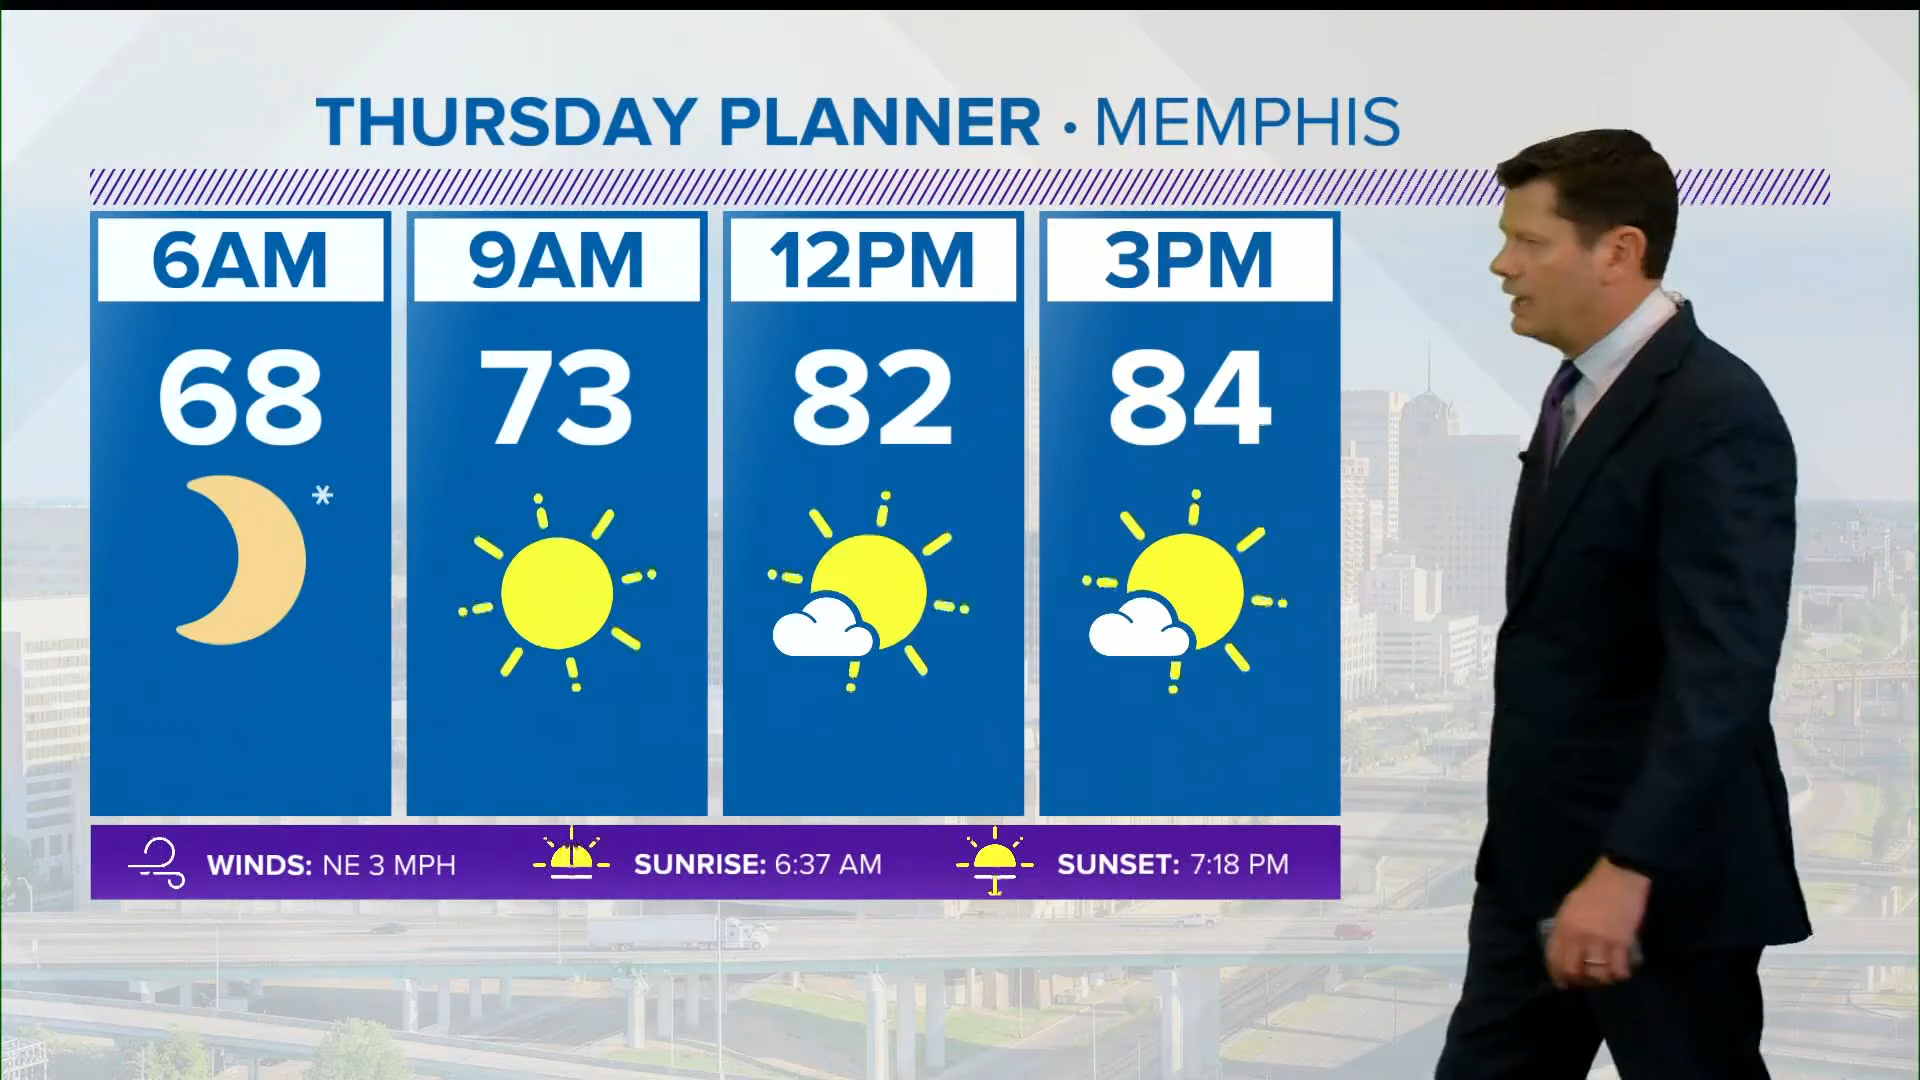 THURSDAY PLANNER • MEMPHIS
6AM 9AM 12PM 3PM
68 73 82 84
WINDS: NE 3 MPH SUNRISE: 6:37 AM SUNSET: 7:18 PM